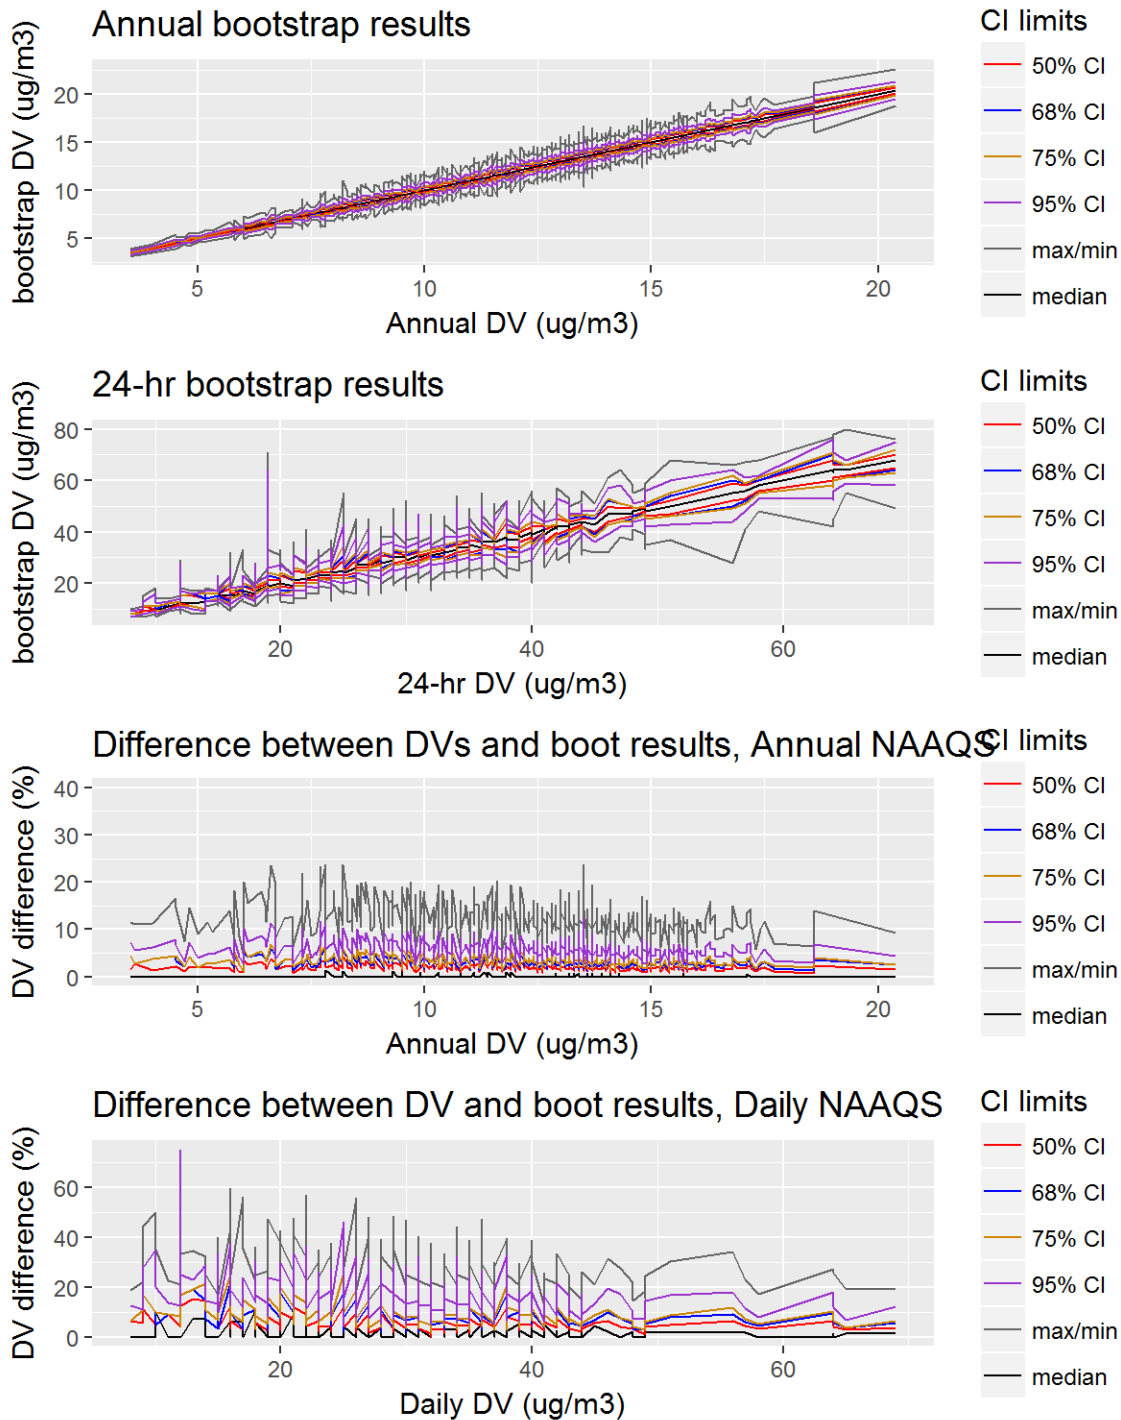 Annual bootstrap results
bootstrap DV (ug/m3)
20
15
10
5
5
10
15
20
Annual DV (ug/m3)
CI limits
50% CI
68% CI
75% CI
95% CI
max/min
median
24-hr bootstrap results
bootstrap DV (ug/m3)
80
60
40
20
20
40
60
24-hr DV (ug/m3)
CI limits
50% CI
68% CI
75% CI
95% CI
max/min
median
Difference between DVs and boot results, Annual NAAQS
DV difference (%)
40
30
20
10
0
5
10
15
20
Annual DV (ug/m3)
CI limits
50% CI
68% CI
75% CI
95% CI
max/min
median
Difference between DV and boot results, Daily NAAQS
DV difference (%)
60
40
20
0
20
40
60
Daily DV (ug/m3)
CI limits
50% CI
68% CI
75% CI
95% CI
max/min
median